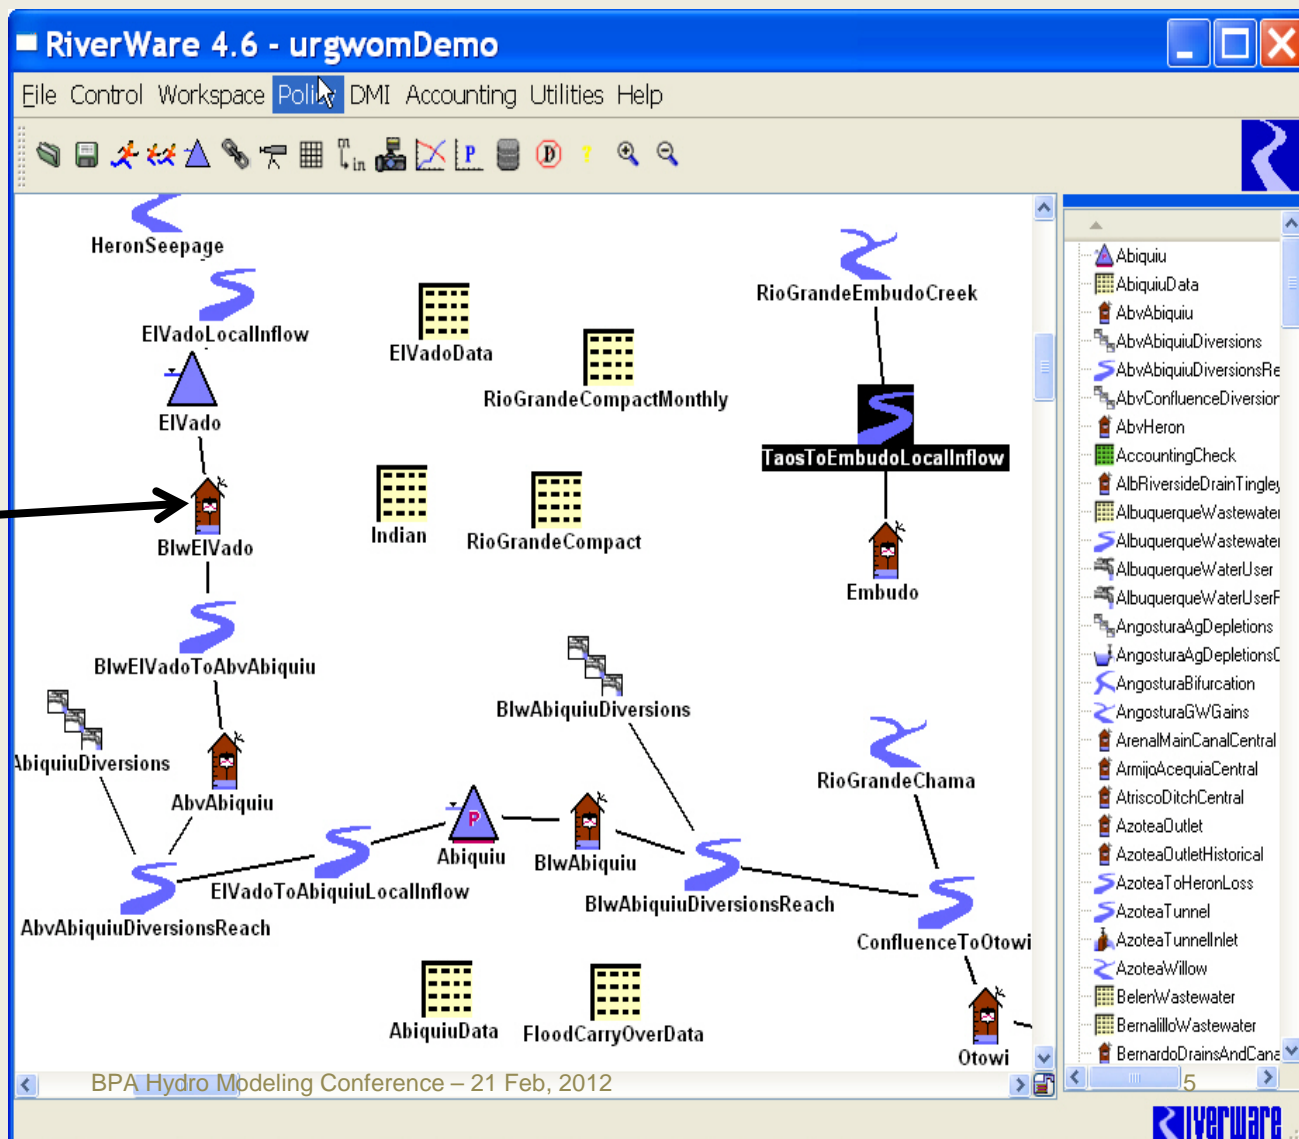 RiverWare 4.6 - urgwomDemo
File Control Workspace Policy DMI Accounting Utilities Help
HeronSeepage
ElVadoLocalInflow
ElVado
BlwElVado
BlwElVadoToAbvAbiquiu
AbiquiuDiversions
AbvAbiquiu
AbvAbiquiuDiversionsReach
ElVadoToAbiquiuLocalInflow
P
Abiquiu
BlwAbiquiu
BlwAbiquiuDiversions
BlwAbiquiuDiversionsReach
ElVadoData
RioGrandeCompactMonthly
Indian
RioGrandeCompact
RioGrandeEmbudoCreek
TaosToEmbudoLocalInflow
Embudo
RioGrandeChama
ConfluenceToOtowi
Otowi
AbiquiuData
FloodCarryOverData
Abiquiu
AbiquiuData
AbvAbiquiu
AbvAbiquiuDiversions
AbvAbiquiuDiversionsRe
AbvConfluenceDiversior
AbvHeron
AccountingCheck
AlbRiversideDrainTingley
AlbuquerqueWastewater
AlbuquerqueWastewater
AlbuquerqueWaterUser
AlbuquerqueWaterUserF
AngosturaAgDepletions
AngosturaAgDepletionsC
AngosturaBifurcation
AngosturaGWGains
ArenalMainCanalCentral
ArmijoAcequiaCentral
AtriscoDitchCentral
AzoteaOutlet
AzoteaOutletHistorical
AzoteaToHeronLoss
AzoteaTunnel
AzoteaTunnelInlet
AzoteaWillow
BelenWastewater
BernalilloWastewater
BernardoDrainsAndCana
BPA Hydro Modeling Conference – 21 Feb, 2012
5
Riverware